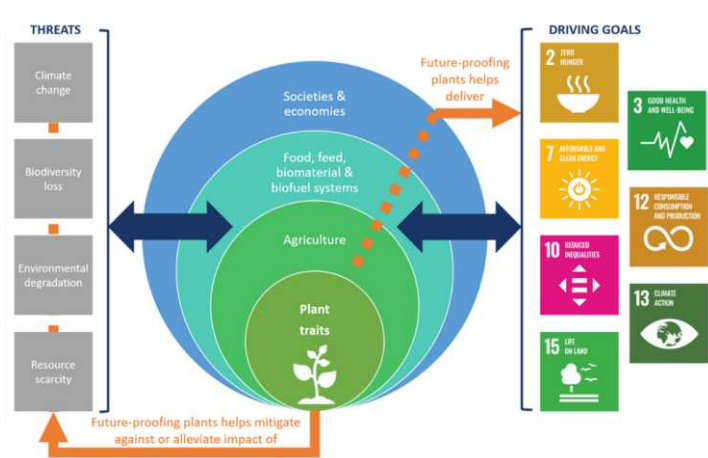 THREATS
Climate
change
Biodiversity
loss
Environmental
degradation
Resource
scarcity
Societies &
economies
Food, feed,
biomaterial &
biofuel systems
Agriculture
Plant
traits
Future-proofing
plants helps
deliver
Future-proofing plants helps mitigate
against or alleviate impact of
DRIVING GOALS
2 ZERO
HUNGER
3 GOOD HEALTH
AND WELL-BEING
7 AFFORDABLE AND
CLEAN ENERGY
12 RESPONSIBLE
CONSUMPTION
AND PRODUCTION
10 REDUCED
INEQUALITIES
13 CLIMATE
ACTION
15 LIFE
ON LAND